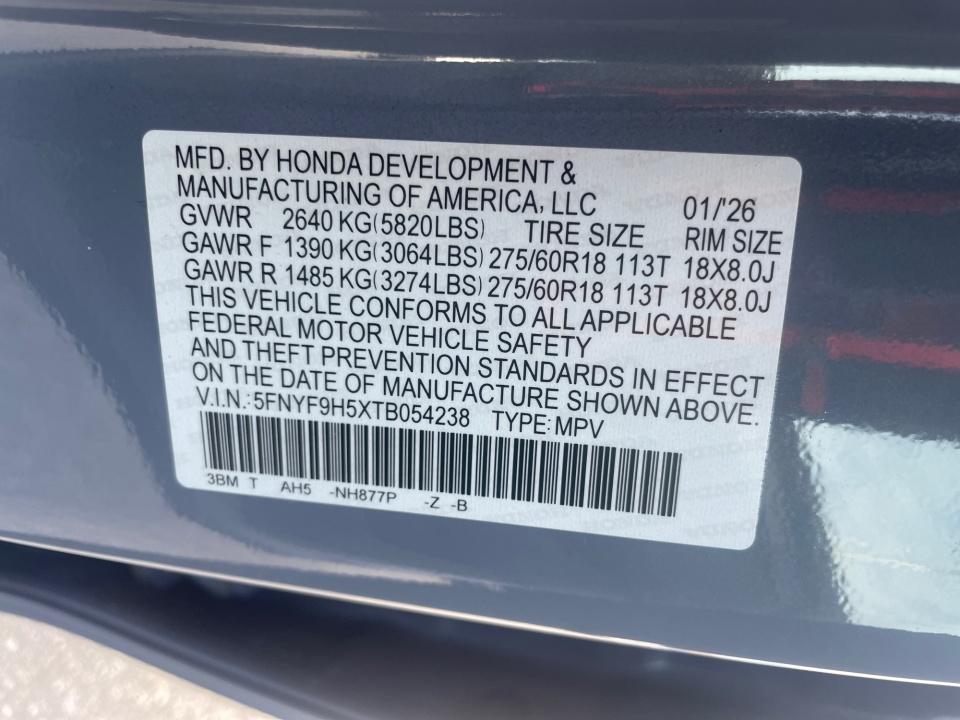 MFD. BY HONDA DEVELOPMENT &
MANUFACTURING OF AMERICA, LLC 01/'26
GVWR 2640 KG(5820LBS) TIRE SIZE RIM SIZE
GAWR F 1390 KG(3064LBS) 275/60R18 113T 18X8.0J
GAWR R 1485 KG(3274LBS) 275/60R18 113T 18X8.0J
THIS VEHICLE CONFORMS TO ALL APPLICABLE
FEDERAL MOTOR VEHICLE SAFETY
AND THEFT PREVENTION STANDARDS IN EFFECT
ON THE DATE OF MANUFACTURE SHOWN ABOVE.
V.I.N.:5FNYF9H5XTB054238 TYPE:MPV
3BM T AH5 -NH877P -Z -B